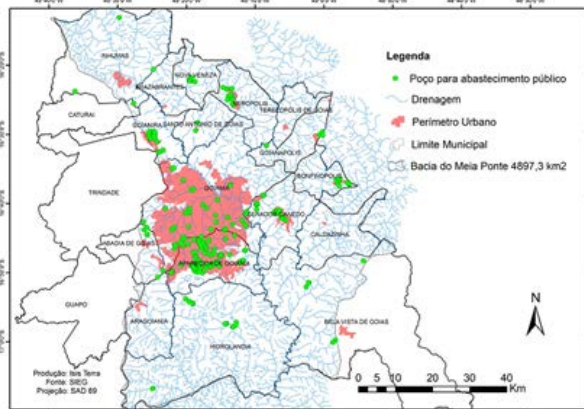 INHUMAS
NOVA VENEZA
BRAZABRANTES
NEROPOLIS
CATURAI
GOIANIRA
SANTO ANTONIO DE GOIAS
TEREZOPOLIS DE GOIAS
GOIANAPOLIS
TRINDADE
BONFINOPOLIS
GOIANIA
SENADOR CANEDO
CALDAZINHA
ABADIA DE GOIAS
APARECIDA DE GOIANIA
GUAPO
ARAGOIANIA
BELA VISTA DE GOIAS
HIDROLANDIA
Legenda
Poço para abastecimento público
Drenagem
Perímetro Urbano
Limite Municipal
Bacia do Meia Ponte 4897,3 km2
N
Produção: Isis Terra
Fonte: SIEG
Projeção: SAD 69
0 5 10 20 30 40
Km